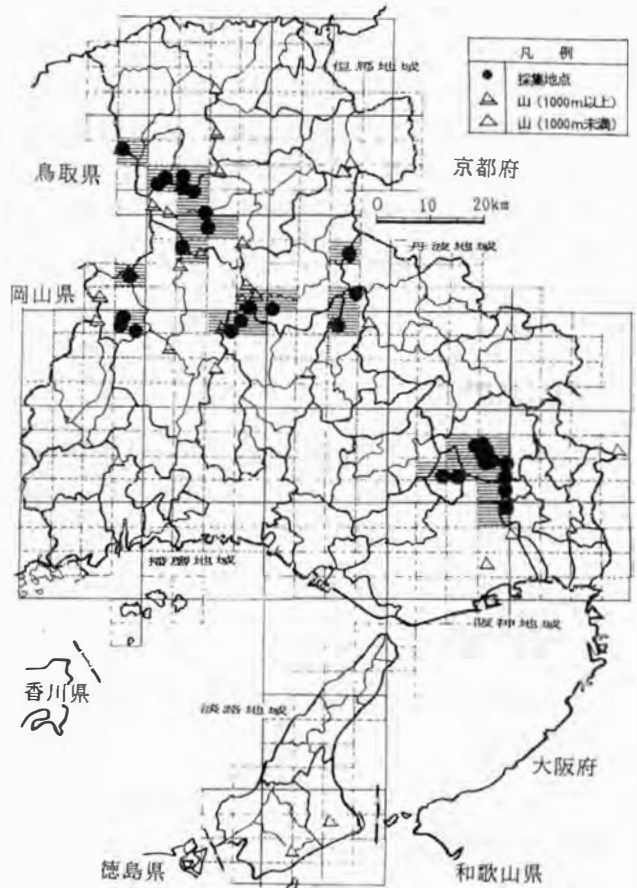 但馬地域
凡 例
● 採集地点
△ 山(1000m以上)
△ 山(1000m未満)
鳥取県
京都府
0 10 20km
丹波地域
岡山県
播磨地域
阪神地域
香川県
淡路地域
大阪府
徳島県
和歌山県